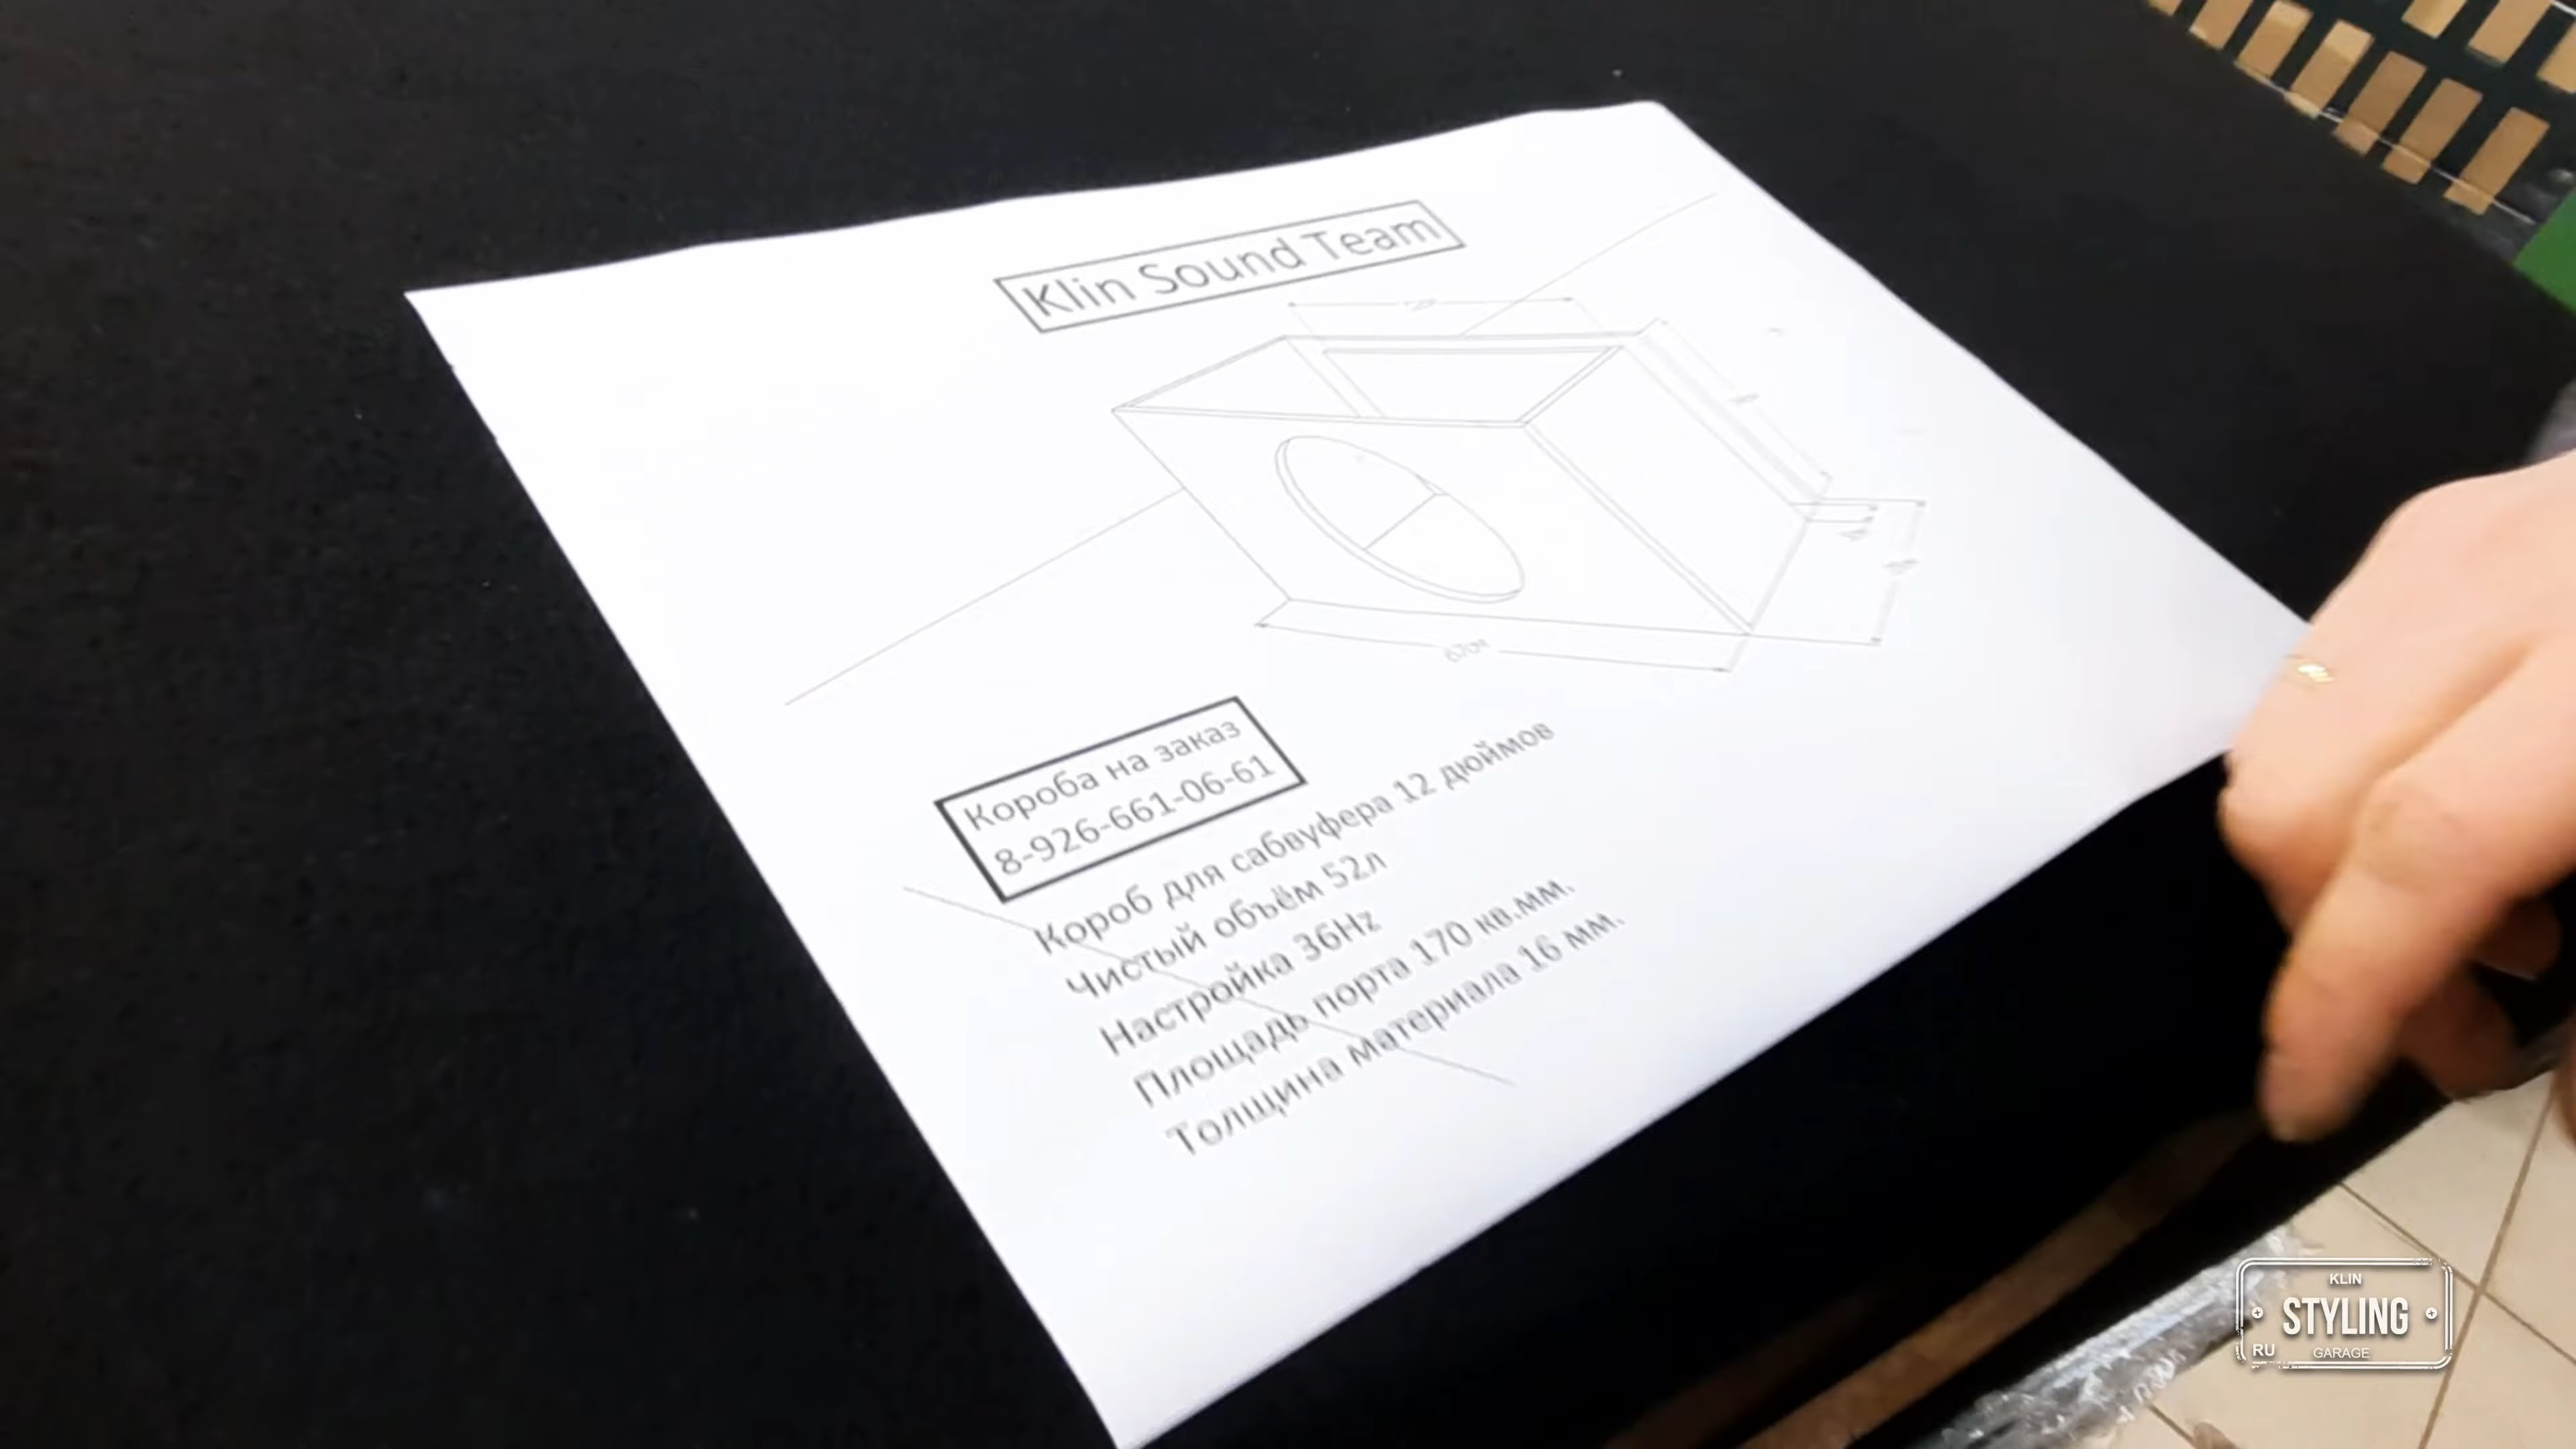 Klin Sound Team
Короба на заказ
8-926-661-06-61
Короб для сабвуфера 12 дюймов
Чистый объём 52л
Настройка 36Hz
Площадь порта 170 кв.мм.
Толщина материала 16 мм.
KLIN
STYLING
RU GARAGE